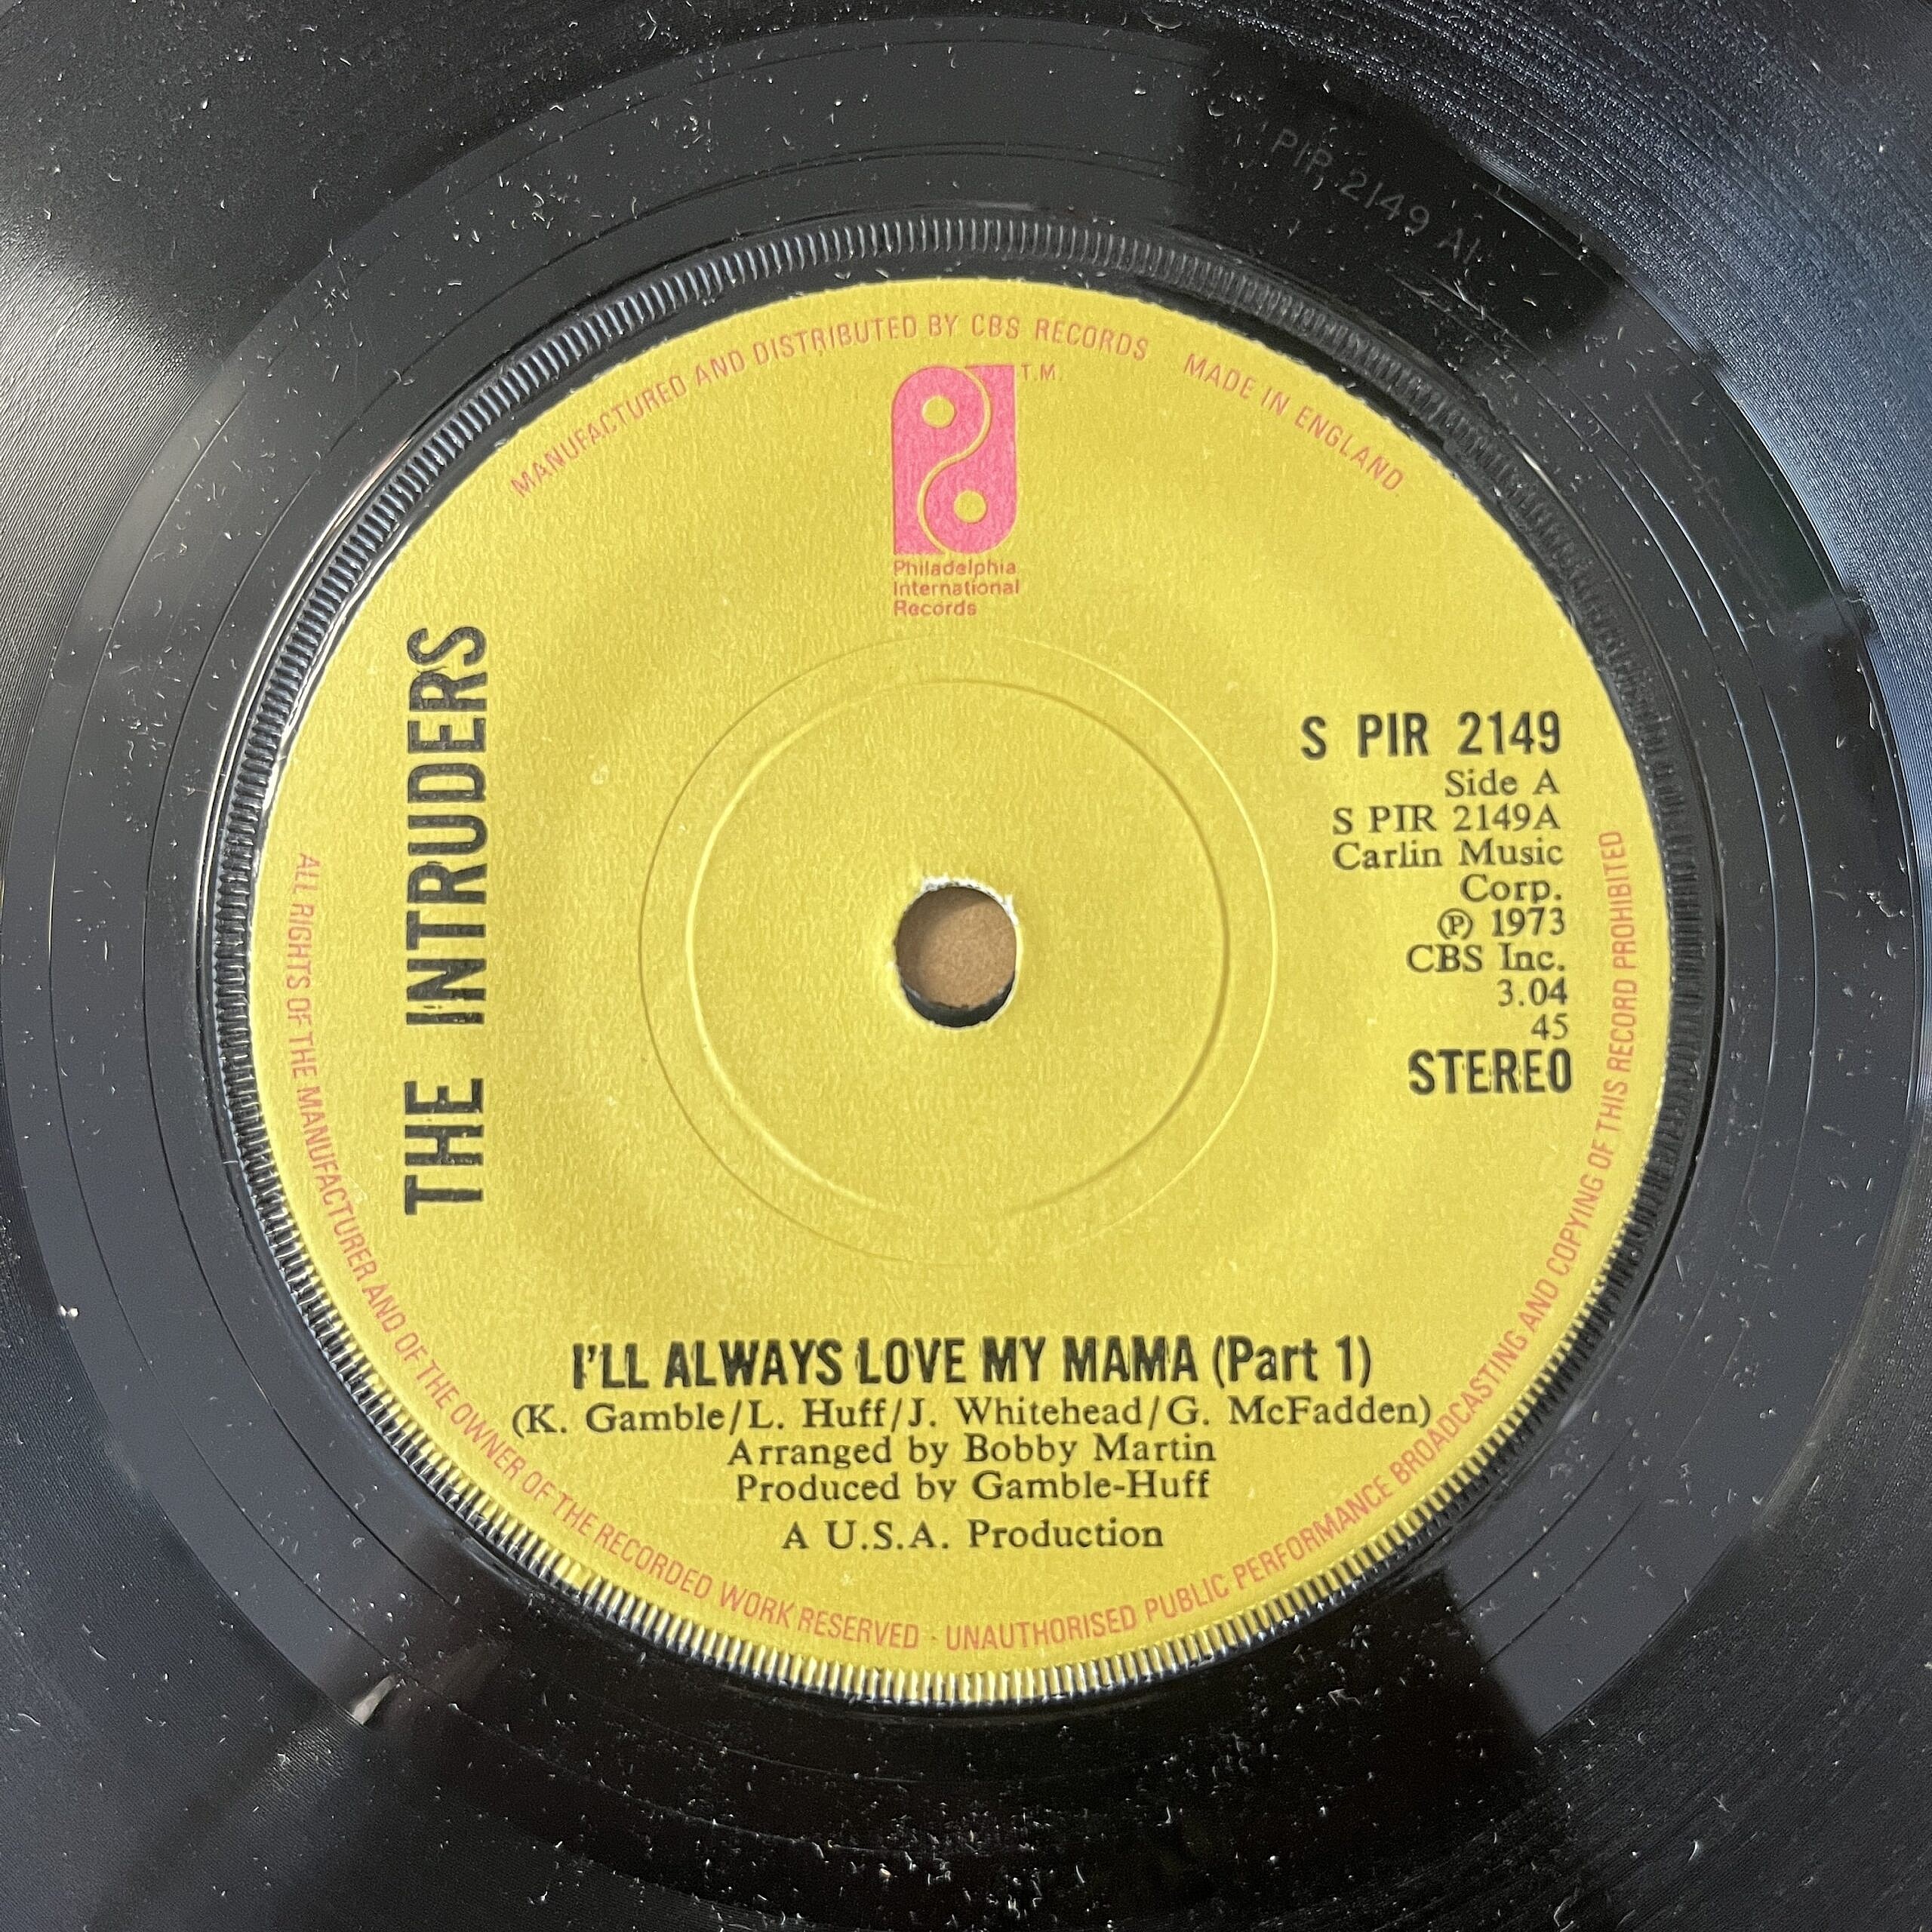 PIR 2149 A1
MANUFACTURED AND DISTRIBUTED BY CBS RECORDS MADE IN ENGLAND.
T.M.
Philadelphia
International
Records
THE INTRUDERS
S PIR 2149
Side A
S PIR 2149A
Carlin Music
Corp.
℗ 1973
CBS Inc.
3.04
45
STEREO
I'LL ALWAYS LOVE MY MAMA (Part 1)
(K. Gamble/L. Huff/J. Whitehead/G. McFadden)
Arranged by Bobby Martin
Produced by Gamble-Huff
A U.S.A. Production
ALL RIGHTS OF THE MANUFACTURER AND OF THE OWNER OF THE RECORDED WORK RESERVED · UNAUTHORISED PUBLIC PERFORMANCE BROADCASTING AND COPYING OF THIS RECORD PROHIBITED